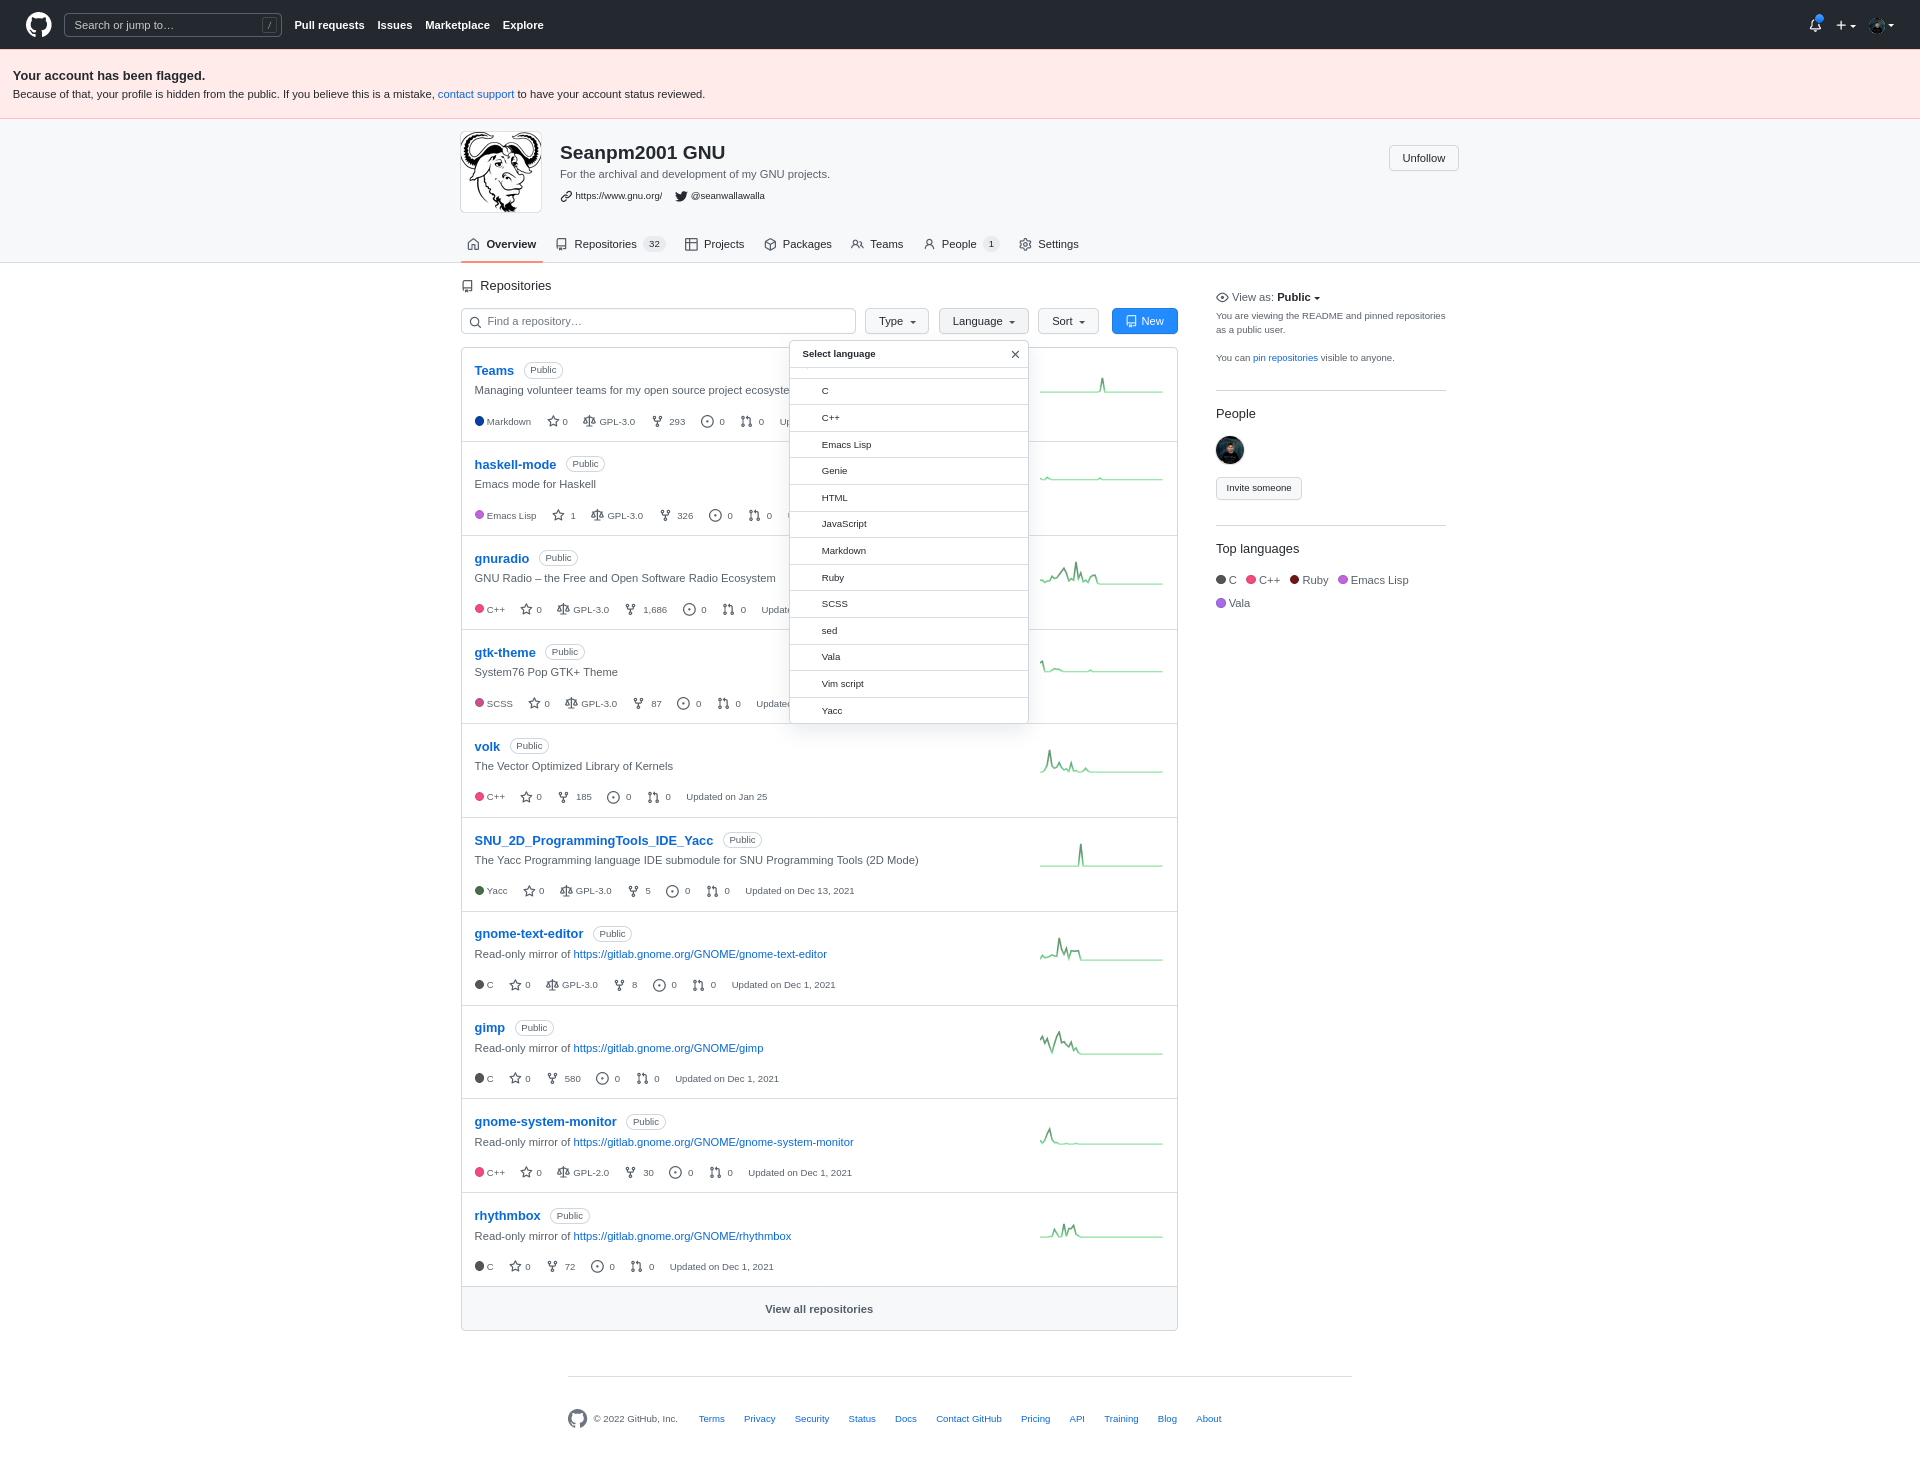 Search or jump to…
/
Pull requests Issues Marketplace Explore
Your account has been flagged.
Because of that, your profile is hidden from the public. If you believe this is a mistake, contact support to have your account status reviewed.
Seanpm2001 GNU
For the archival and development of my GNU projects.
https://www.gnu.org/ @seanwallawalla
Unfollow
Overview Repositories 32 Projects Packages Teams People 1 Settings
Repositories
Find a repository…
Type Language Sort New
Select language
C
C++
Emacs Lisp
Genie
HTML
JavaScript
Markdown
Ruby
SCSS
sed
Vala
Vim script
Yacc
Teams Public
Managing volunteer teams for my open source project ecosyste
Markdown 0 GPL-3.0 293 0 0 Up
haskell-mode Public
Emacs mode for Haskell
Emacs Lisp 1 GPL-3.0 326 0 0
gnuradio Public
GNU Radio – the Free and Open Software Radio Ecosystem
C++ 0 GPL-3.0 1,686 0 0 Update
gtk-theme Public
System76 Pop GTK+ Theme
SCSS 0 GPL-3.0 87 0 0 Updated
volk Public
The Vector Optimized Library of Kernels
C++ 0 185 0 0 Updated on Jan 25
SNU_2D_ProgrammingTools_IDE_Yacc Public
The Yacc Programming language IDE submodule for SNU Programming Tools (2D Mode)
Yacc 0 GPL-3.0 5 0 0 Updated on Dec 13, 2021
gnome-text-editor Public
Read-only mirror of https://gitlab.gnome.org/GNOME/gnome-text-editor
C 0 GPL-3.0 8 0 0 Updated on Dec 1, 2021
gimp Public
Read-only mirror of https://gitlab.gnome.org/GNOME/gimp
C 0 580 0 0 Updated on Dec 1, 2021
gnome-system-monitor Public
Read-only mirror of https://gitlab.gnome.org/GNOME/gnome-system-monitor
C++ 0 GPL-2.0 30 0 0 Updated on Dec 1, 2021
rhythmbox Public
Read-only mirror of https://gitlab.gnome.org/GNOME/rhythmbox
C 0 72 0 0 Updated on Dec 1, 2021
View all repositories
View as: Public
You are viewing the README and pinned repositories
as a public user.
You can pin repositories visible to anyone.
People
Invite someone
Top languages
C C++ Ruby Emacs Lisp
Vala
© 2022 GitHub, Inc. Terms Privacy Security Status Docs Contact GitHub Pricing API Training Blog About